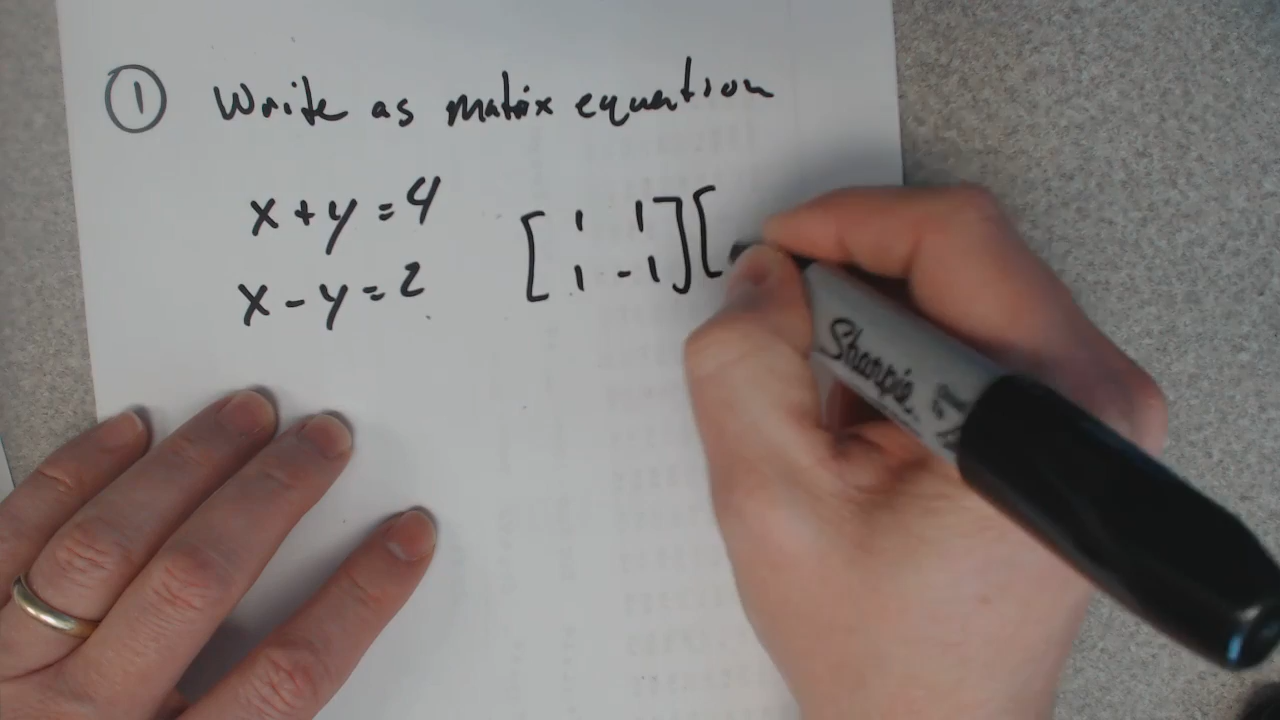 ① Write as matrix equation
x + y = 4
x - y = 2
[ 1 1 ] [
1 -1
Sharpie